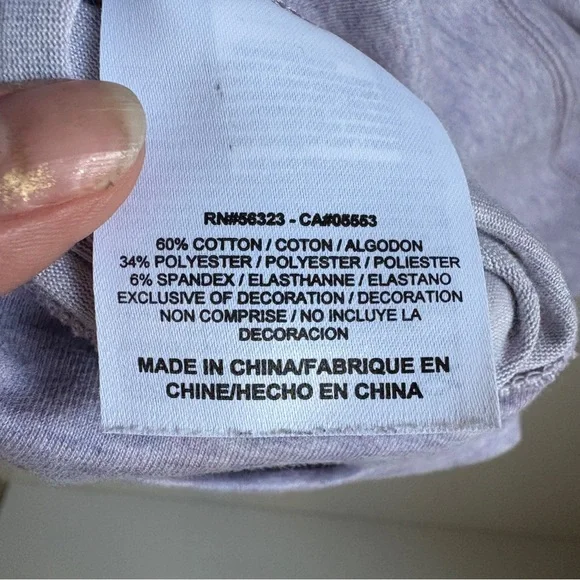 RN#56323 - CA#05553
60% COTTON / COTON / ALGODON
34% POLYESTER / POLYESTER / POLIESTER
6% SPANDEX / ELASTHANNE / ELASTANO
EXCLUSIVE OF DECORATION / DECORATION
NON COMPRISE / NO INCLUYE LA
DECORACION
MADE IN CHINA/FABRIQUE EN
CHINE/HECHO EN CHINA